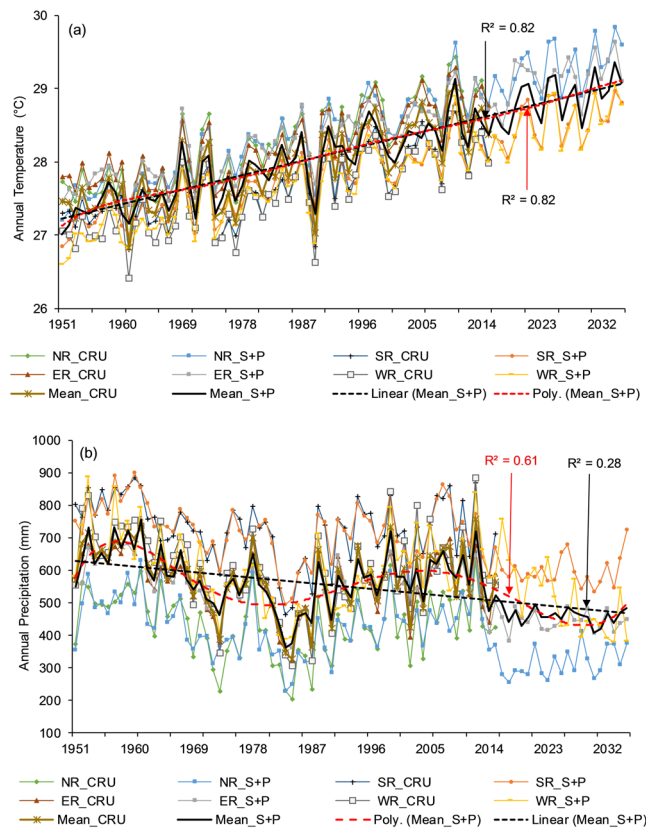 (a)
R² = 0.82
29
28
27
26
Annual Temperature (°C)
R² = 0.82
1951 1960 1969 1978 1987 1996 2005 2014 2023 2032
NR_CRU NR_S+P SR_CRU SR_S+P
ER_CRU ER_S+P WR_CRU WR_S+P
Mean_CRU Mean_S+P Linear (Mean_S+P) Poly. (Mean_S+P)
30
(b)
R² = 0.61 R² = 0.28
1000
900
800
700
600
500
400
300
200
100
Annual Precipitation (mm)
1951 1960 1969 1978 1987 1996 2005 2014 2023 2032
NR_CRU NR_S+P SR_CRU SR_S+P
ER_CRU ER_S+P WR_CRU WR_S+P
Mean_CRU Mean_S+P Poly. (Mean_S+P) Linear (Mean_S+P)